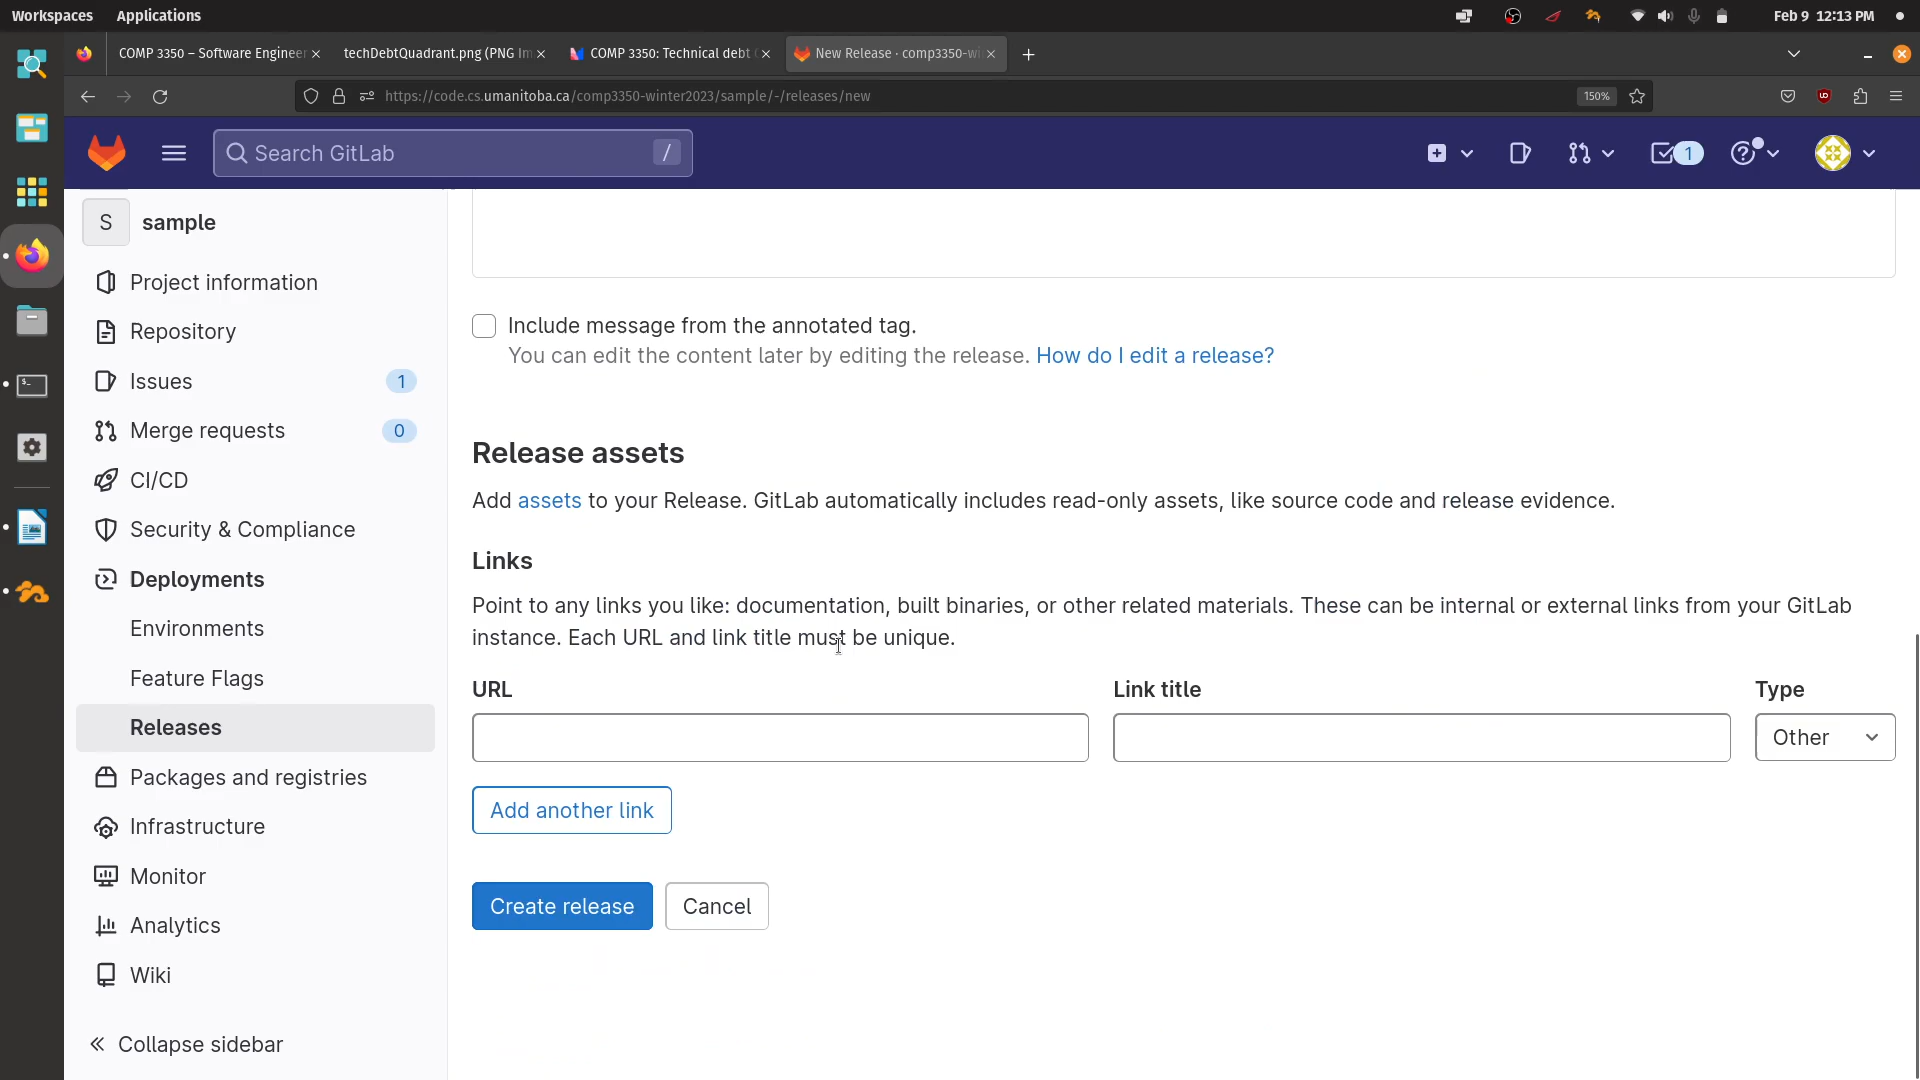 Workspaces Applications Feb 9 12:13 PM
COMP 3350 – Software Engineer techDebtQuadrant.png (PNG Im COMP 3350: Technical debt New Release · comp3350-wi
https://code.cs.umanitoba.ca/comp3350-winter2023/sample/-/releases/new 150%
Search GitLab / 1
S sample
Project information
Repository
Issues 1
Merge requests 0
CI/CD
Security & Compliance
Deployments
Environments
Feature Flags
Releases
Packages and registries
Infrastructure
Monitor
Analytics
Wiki
Collapse sidebar
Include message from the annotated tag.
You can edit the content later by editing the release. How do I edit a release?
Release assets
Add assets to your Release. GitLab automatically includes read-only assets, like source code and release evidence.
Links
Point to any links you like: documentation, built binaries, or other related materials. These can be internal or external links from your GitLab
instance. Each URL and link title must be unique.
URL Link title Type
Other
Add another link
Create release Cancel